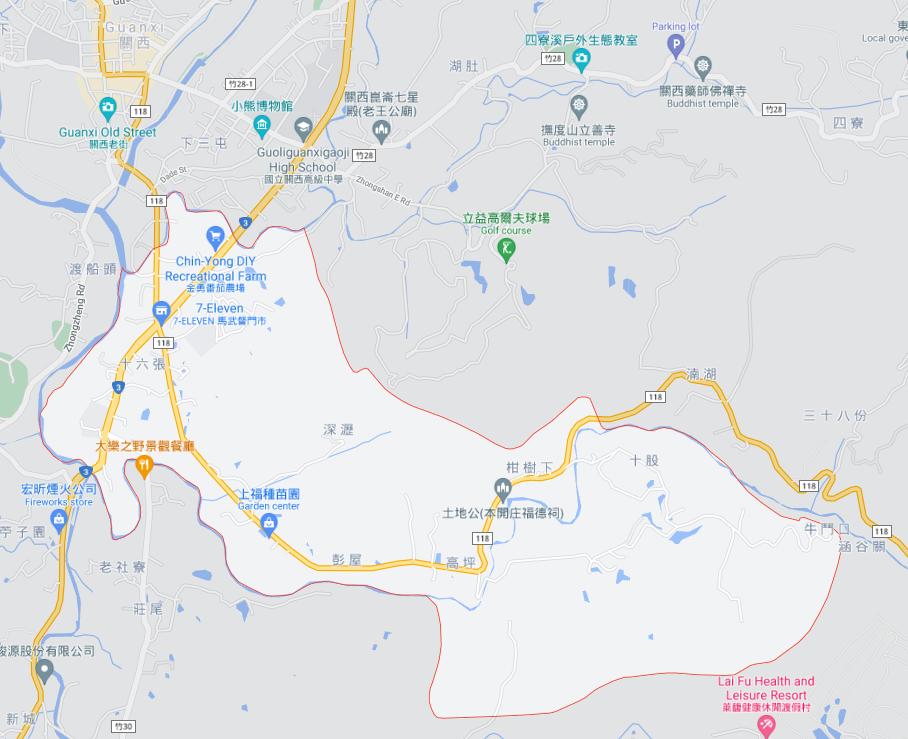 Guanxi
關西
竹28-1
118
Guanxi Old Street
關西老街
小熊博物館
下三屯
Guoliguanxigaoji
High School
國立關西高級中學
關西崑崙七星
殿(老王公廟)
竹28
湖肚
四寮溪戶外生態教室
竹28
Parking lot
P
Local gove
關西藥師佛禪寺
Buddhist temple
竹28
四寮
撫度山立善寺
Buddhist temple
Dade St
Zhongshan E Rd
118
3
立益高爾夫球場
Golf course
渡船頭
Zhongzheng Rd
Chin-Yong DIY
Recreational Farm
金勇番茄農場
7-Eleven
7-ELEVEN 馬武督門市
118
十六張
3
湳湖
118
三十八份
深瀝
大樂之野景觀餐廳
3
宏昕煙火公司
Fireworks store
上福種苗園
Garden center
柑樹下
十股
土地公(本開庄福德祠)
118
118
牛鬥口
118
涵谷關
苧子園
老社寮
彭屋
高坪
莊尾
駿源股份有限公司
新城
竹30
Lai Fu Health and
Leisure Resort
萊馥健康休閒渡假村